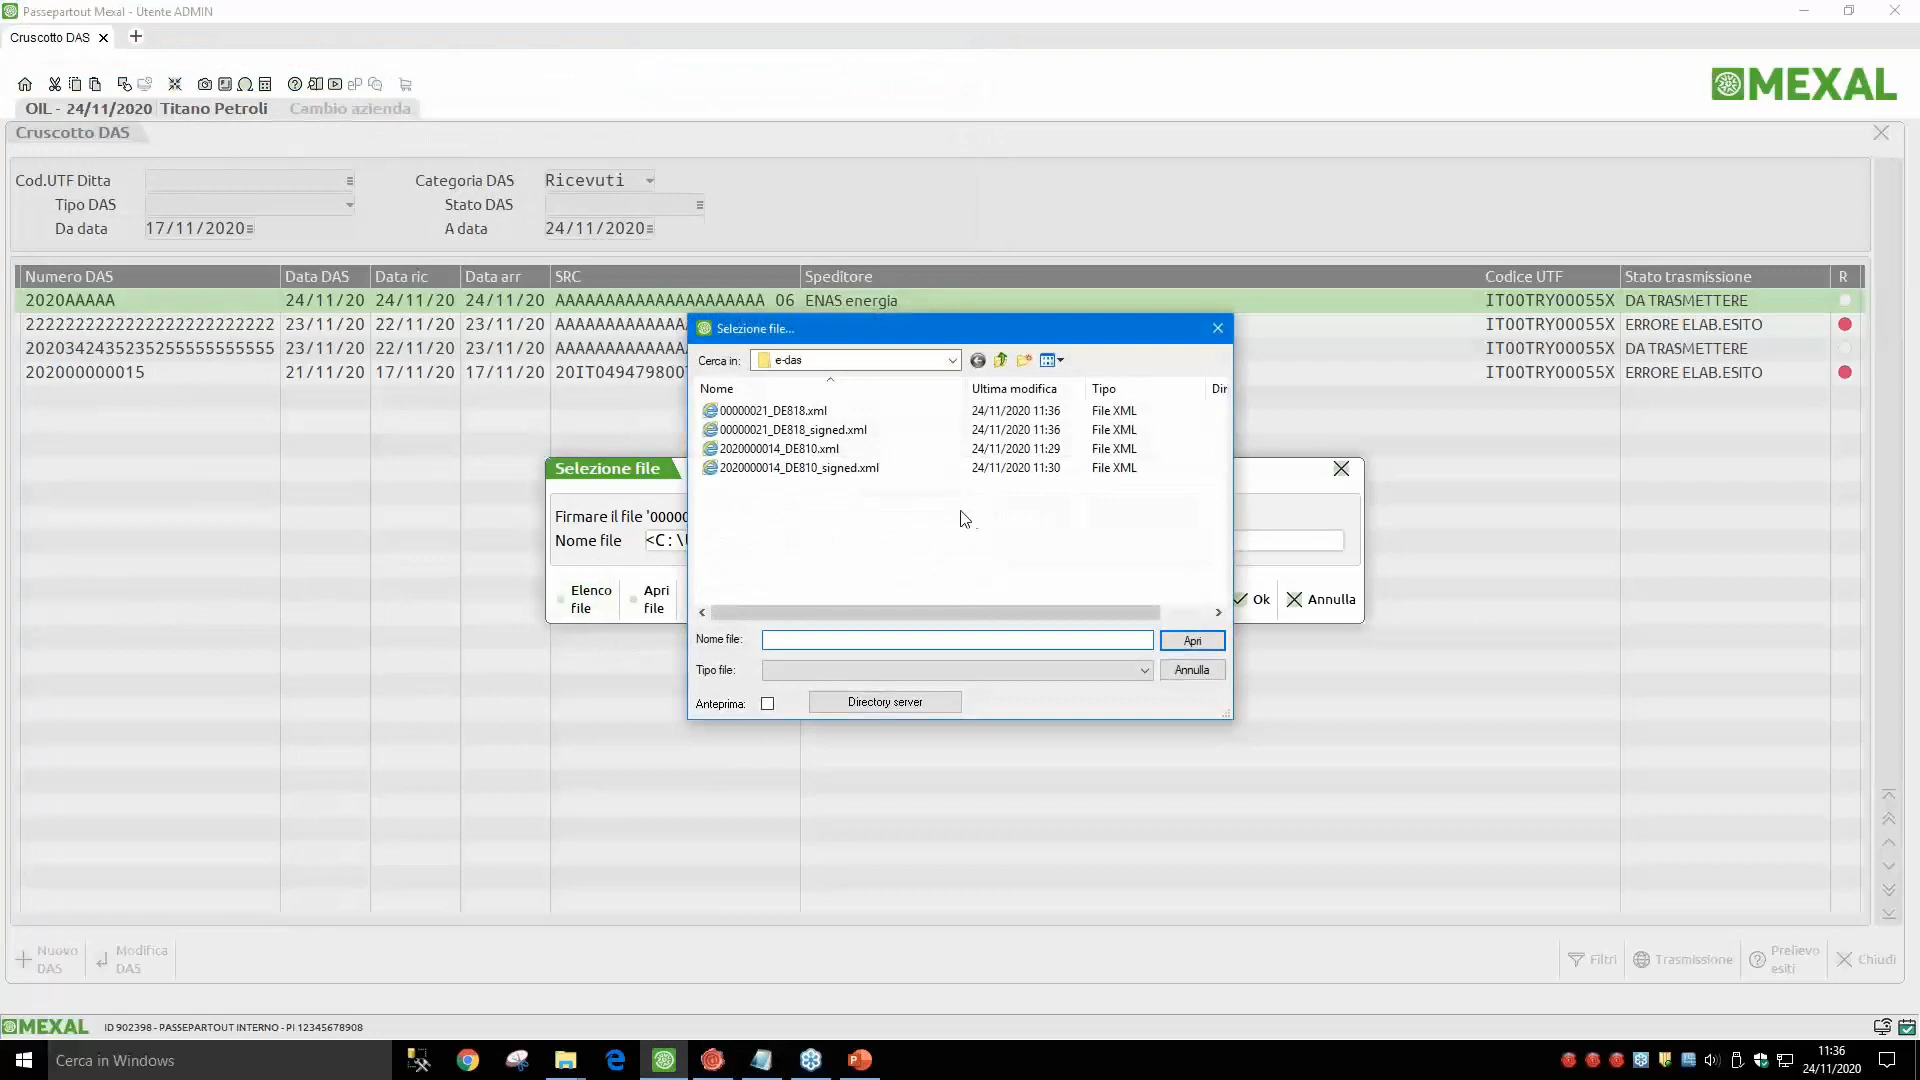 Passepartout Mexal - Utente ADMIN
Cruscotto DAS
MEXAL
OIL - 24/11/2020 Titano Petroli Cambio azienda
Cruscotto DAS
Cod.UTF Ditta Categoria DAS Ricevuti
Tipo DAS Stato DAS
Da data 17/11/2020 A data 24/11/2020
Numero DAS Data DAS Data ric Data arr SRC Speditore Codice UTF Stato trasmissione R
2020AAAAA 24/11/20 24/11/20 24/11/20 AAAAAAAAAAAAAAAAAAAAA 06 ENAS energia IT00TRY00055X DA TRASMETTERE
2222222222222222222222222 23/11/20 22/11/20 23/11/20 AAAAAAAAAAAAA IT00TRY00055X ERRORE ELAB.ESITO
2020342435235255555555555 23/11/20 22/11/20 23/11/20 AAAAAAAAAAAAA IT00TRY00055X DA TRASMETTERE
202000000015 21/11/20 17/11/20 17/11/20 20IT049479800 IT00TRY00055X ERRORE ELAB.ESITO
Selezione file...
Cerca in: e-das
Nome Ultima modifica Tipo Dir
00000021_DE818.xml 24/11/2020 11:36 File XML
00000021_DE818_signed.xml 24/11/2020 11:36 File XML
2020000014_DE810.xml 24/11/2020 11:29 File XML
2020000014_DE810_signed.xml 24/11/2020 11:30 File XML
Nome file: Apri
Tipo file: Annulla
Anteprima: Directory server
Selezione file
Firmare il file '00000
Nome file <C:\
Elenco file
Apri file
Ok Annulla
Nuovo DAS
Modifica DAS
Filtri
Trasmissione
Prelievo esiti
Chiudi
MEXAL ID 902398 - PASSEPARTOUT INTERNO - PI 12345678908
Cerca in Windows
11:36
24/11/2020